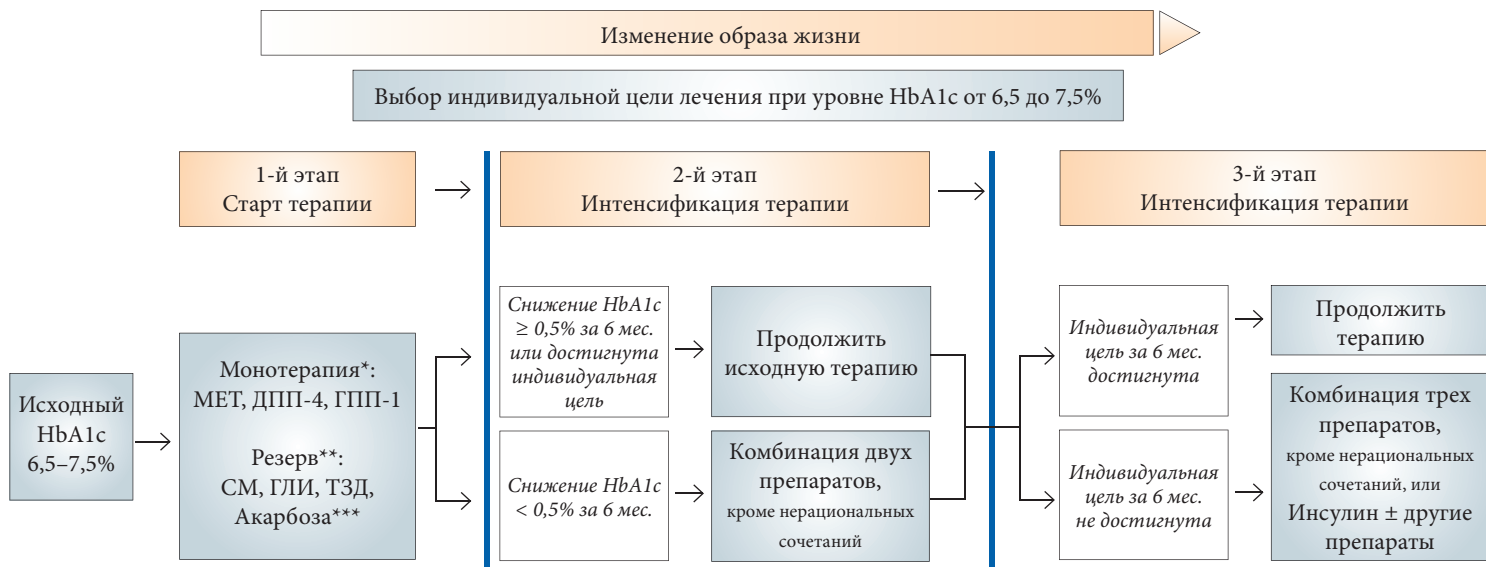 Изменение образа жизни
Выбор индивидуальной цели лечения при уровне HbA1c от 6,5 до 7,5%
1-й этап
Старт терапии
2-й этап
Интенсификация терапии
3-й этап
Интенсификация терапии
Исходный
HbA1c
6,5–7,5%
Монотерапия*:
МЕТ, ДПП-4, ГПП-1
Резерв**:
СМ, ГЛИ, ТЗД,
Акарбоза***
Снижение HbA1c
≥ 0,5% за 6 мес.
или достигнута
индивидуальная
цель
Продолжить
исходную терапию
Снижение HbA1c
< 0,5% за 6 мес.
Комбинация двух
препаратов,
кроме нерациональных
сочетаний
Индивидуальная
цель за 6 мес.
достигнута
Продолжить
терапию
Индивидуальная
цель за 6 мес.
не достигнута
Комбинация трех
препаратов,
кроме нерациональных
сочетаний, или
Инсулин ± другие
препараты